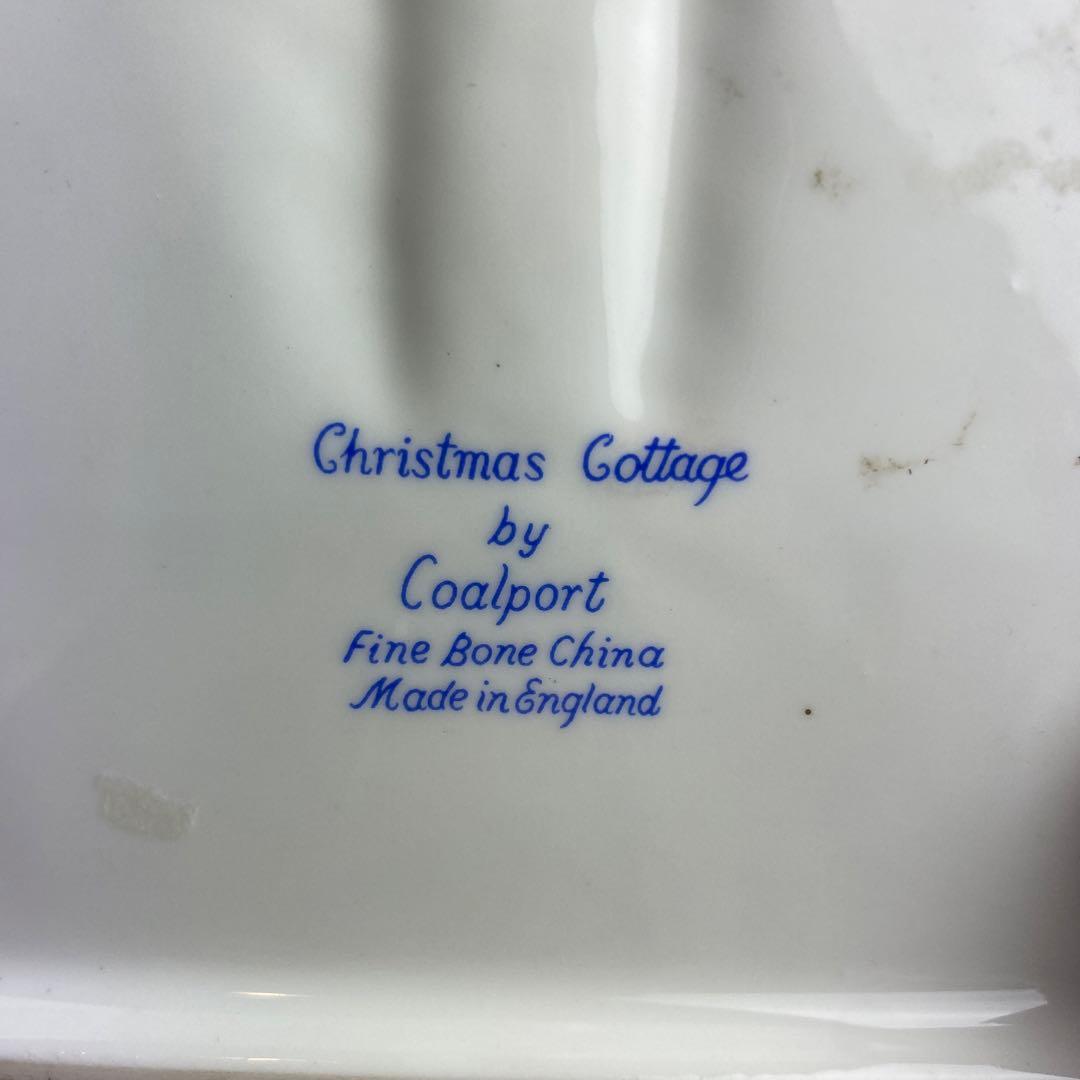 Christmas Cottage
by
Coalport
Fine Bone China
Made in England